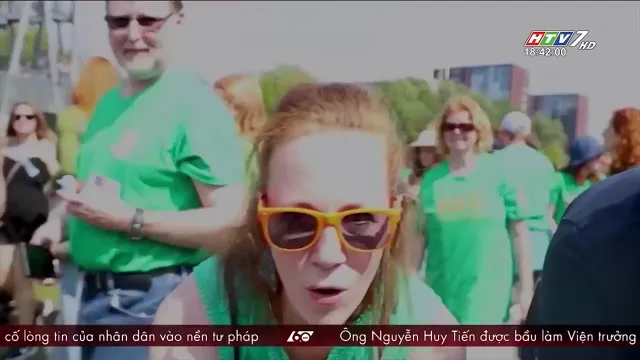 HTV7 HD
18:42:00
cố lòng tin của nhân dân vào nền tư pháp 60 Ông Nguyễn Huy Tiến được bầu làm Viện trưởng